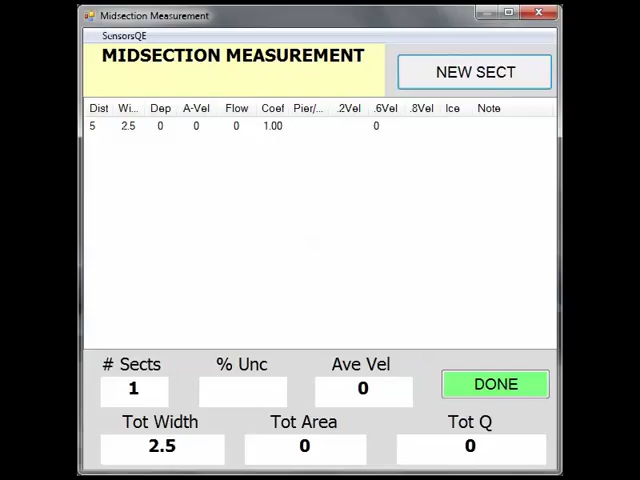 Midsection Measurement
SensorsQE
MIDSECTION MEASUREMENT
NEW SECT
Dist Wi... Dep A-Vel Flow Coef Pier/... .2Vel .6Vel .8Vel Ice Note
5 2.5 0 0 0 1.00 0
# Sects % Unc Ave Vel
1 0
DONE
Tot Width Tot Area Tot Q
2.5 0 0